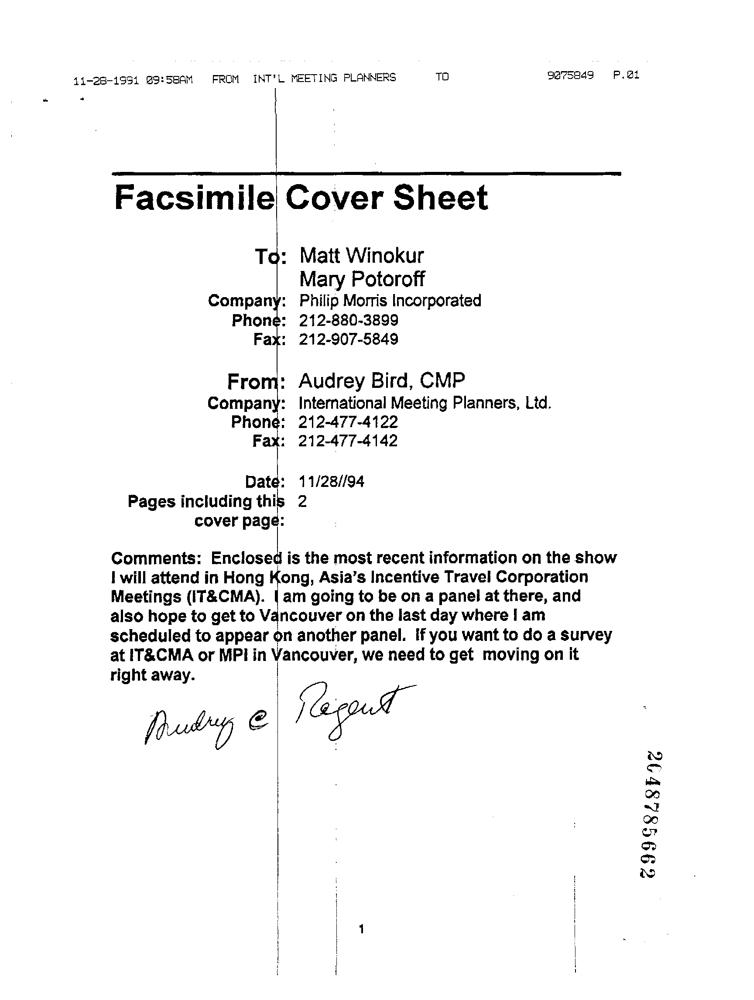 11-28-1991 09:58AM FROM INT'L MEETING PLANNERS TO 9075849 P.01
Facsimile Cover Sheet
To: Matt Winokur
Mary Potoroff
Company: Philip Morris Incorporated
Phone: 212-880-3899
Fax: 212-907-5849
From: Audrey Bird, CMP
Company: International Meeting Planners, Ltd.
Phone: 212-477-4122
Fax: 212-477-4142
Date: 11/28//94
Pages including this 2
cover page:
Comments: Enclosed is the most recent information on the show
I will attend in Hong Kong, Asia's Incentive Travel Corporation
Meetings (IT&CMA). I am going to be on a panel at there, and
also hope to get to Vancouver on the last day where I am
scheduled to appear on another panel. If you want to do a survey
at IT&CMA or MPI in Vancouver, we need to get moving on it
right away.
Audrey @ Regent
2048785662
1